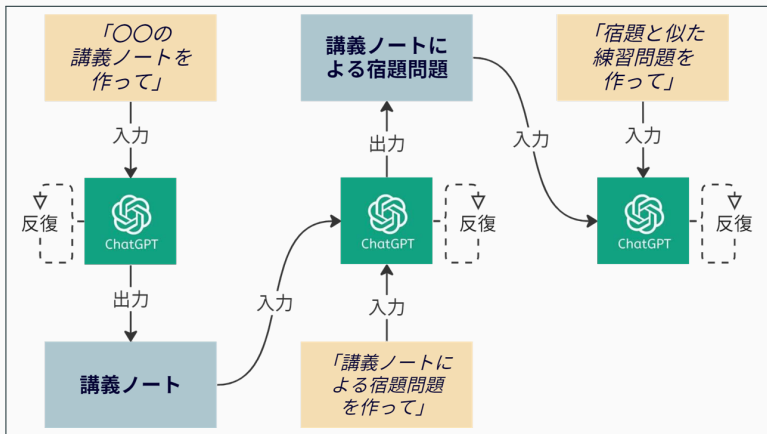 「〇〇の
講義ノートを
作って」
入力
反復
ChatGPT
出力
講義ノート
入力
講義ノートに
よる宿題問題
出力
ChatGPT
反復
入力
「講義ノートに
よる宿題問題
を作って」
入力
「宿題と似た
練習問題を
作って」
入力
ChatGPT
反復